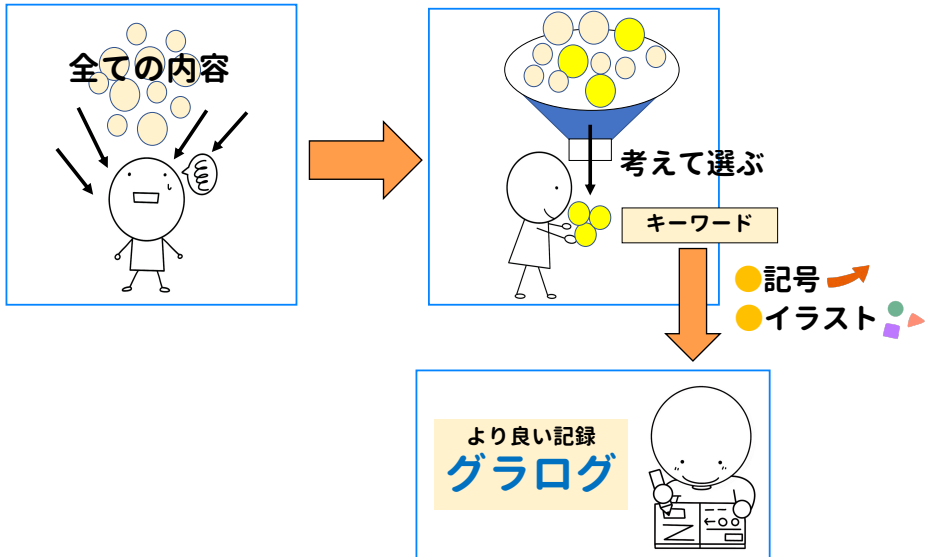 全ての内容
考えて選ぶ
キーワード
●記号
●イラスト
より良い記録
グラログ